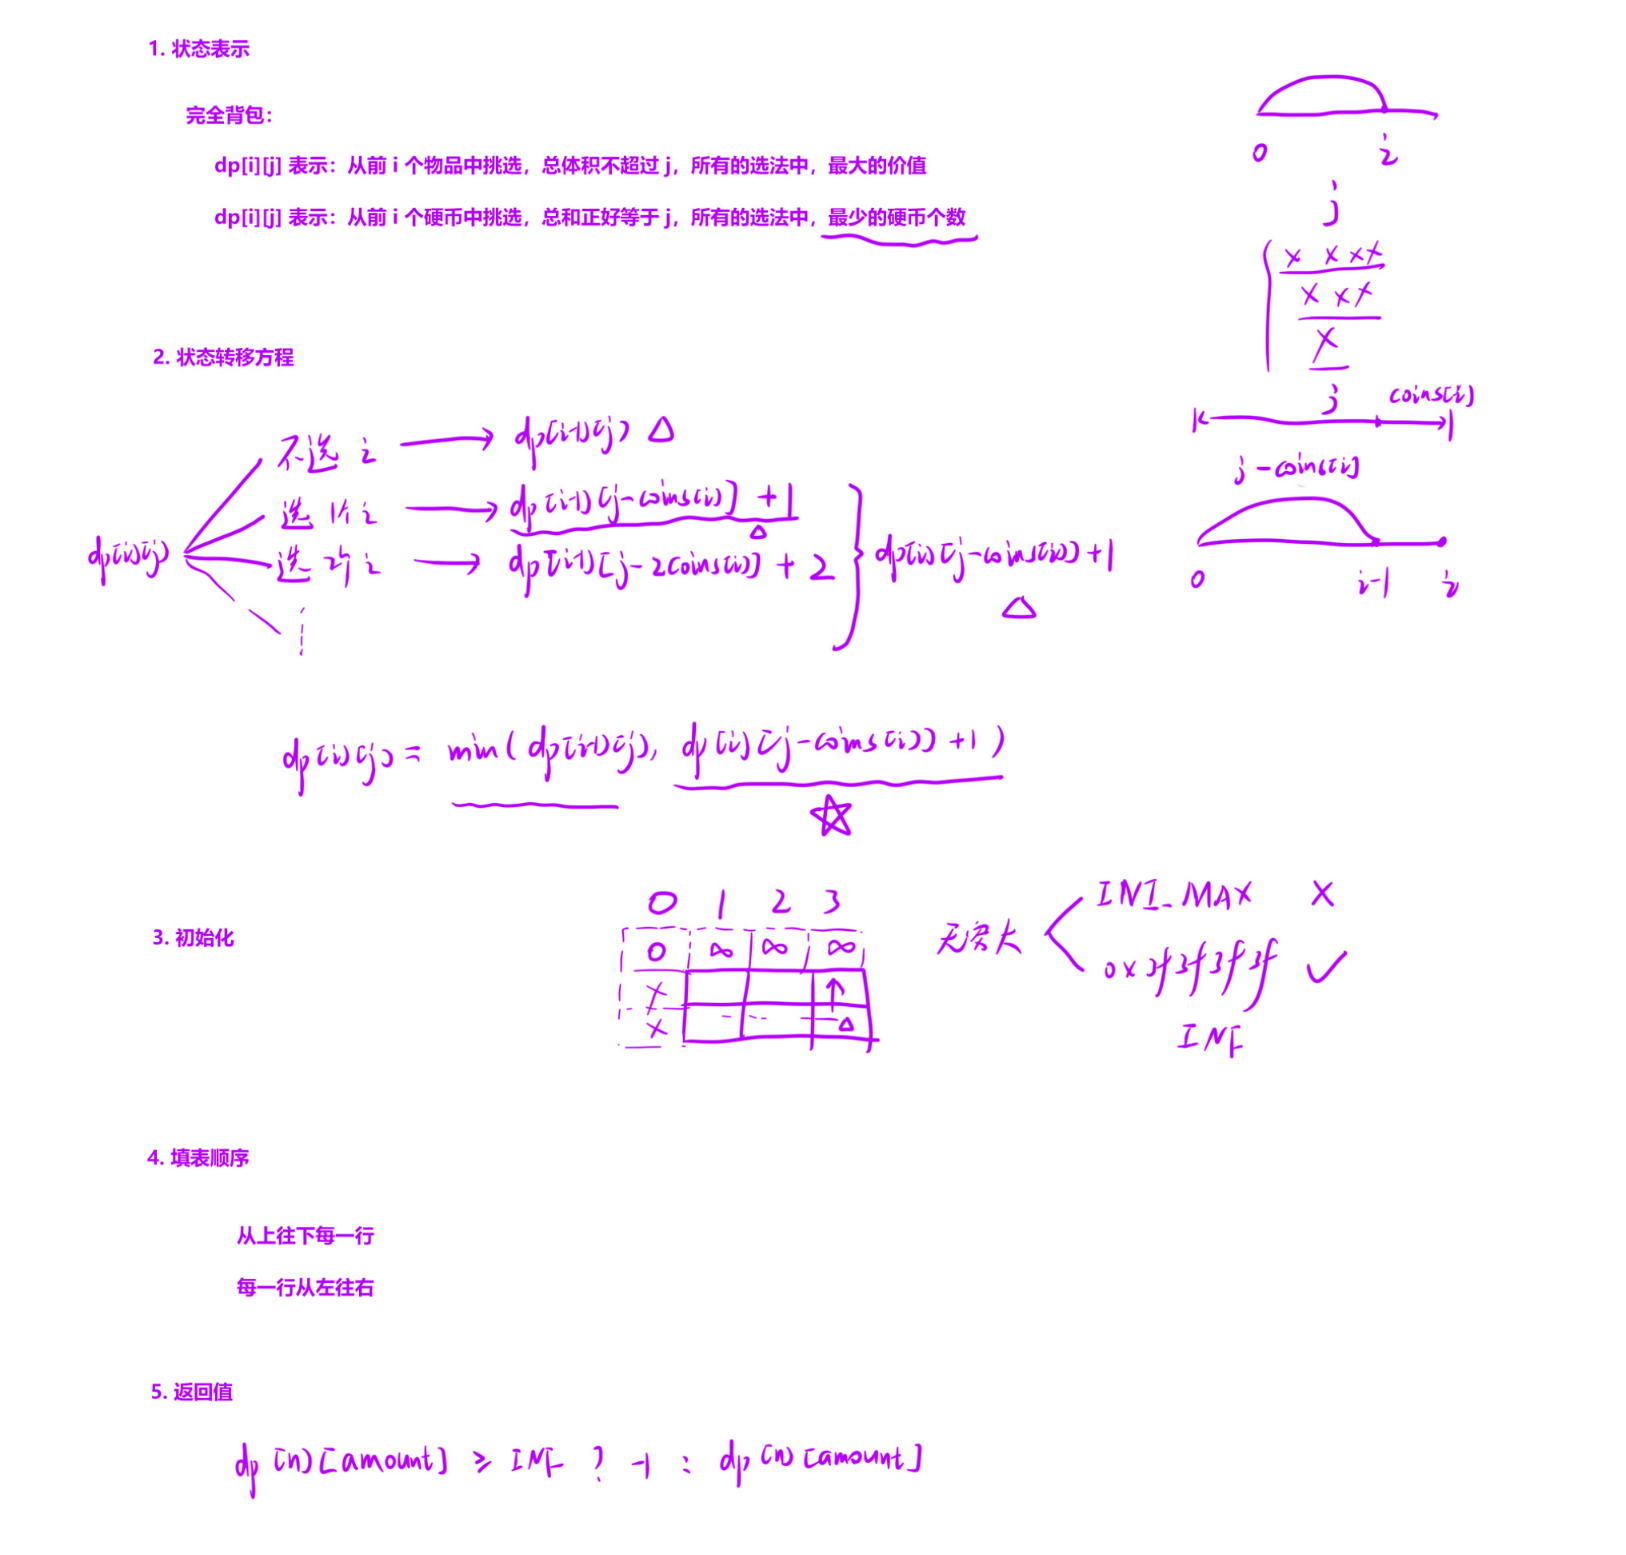 1. 状态表示
完全背包：
dp[i][j] 表示：从前 i 个物品中挑选，总体积不超过 j，所有的选法中，最大的价值
dp[i][j] 表示：从前 i 个硬币中挑选，总和正好等于 j，所有的选法中，最少的硬币个数
0 i
j
x x x x
x x x
x
j coins[i]
j - coins[i]
0 i-1 i
2. 状态转移方程
dp[i][j]
不选 i → dp[i-1][j] △
选 1个 i → dp[i-1][j-coins[i]] + 1 △
选 2个 i → dp[i-1][j-2coins[i]] + 2
dp[i][j-coins[i]] + 1 △
dp[i][j] = min( dp[i-1][j], dp[i][j-coins[i]] + 1 )
☆
3. 初始化
0 1 2 3
0 ∞ ∞ ∞
x ↑
x △
无穷大
INT_MAX ×
0x3f3f3f3f ✓
INF
4. 填表顺序
从上往下每一行
每一行从左往右
5. 返回值
dp[n][amount] ≥ INF ? -1 : dp[n][amount]